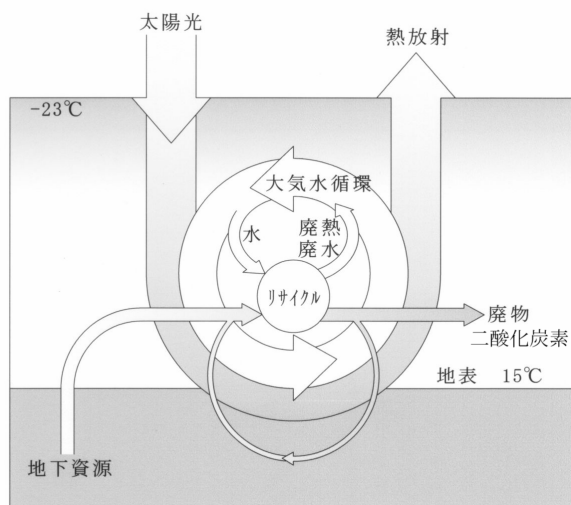 太陽光
熱放射
-23℃
大気水循環
水
廃熱
廃水
リサイクル
廃物
二酸化炭素
地表 15℃
地下資源